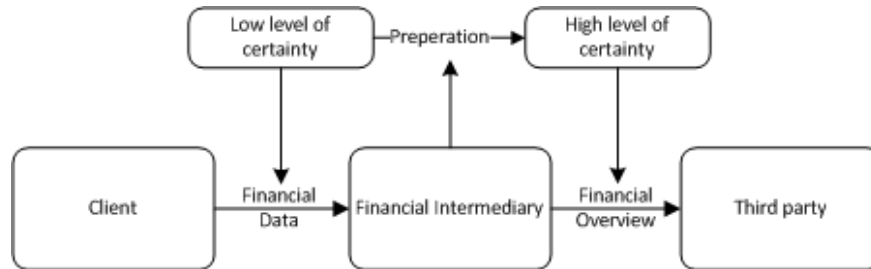 Low level of
certainty
Preperation
High level of
certainty
Client
Financial
Data
Financial Intermediary
Financial
Overview
Third party